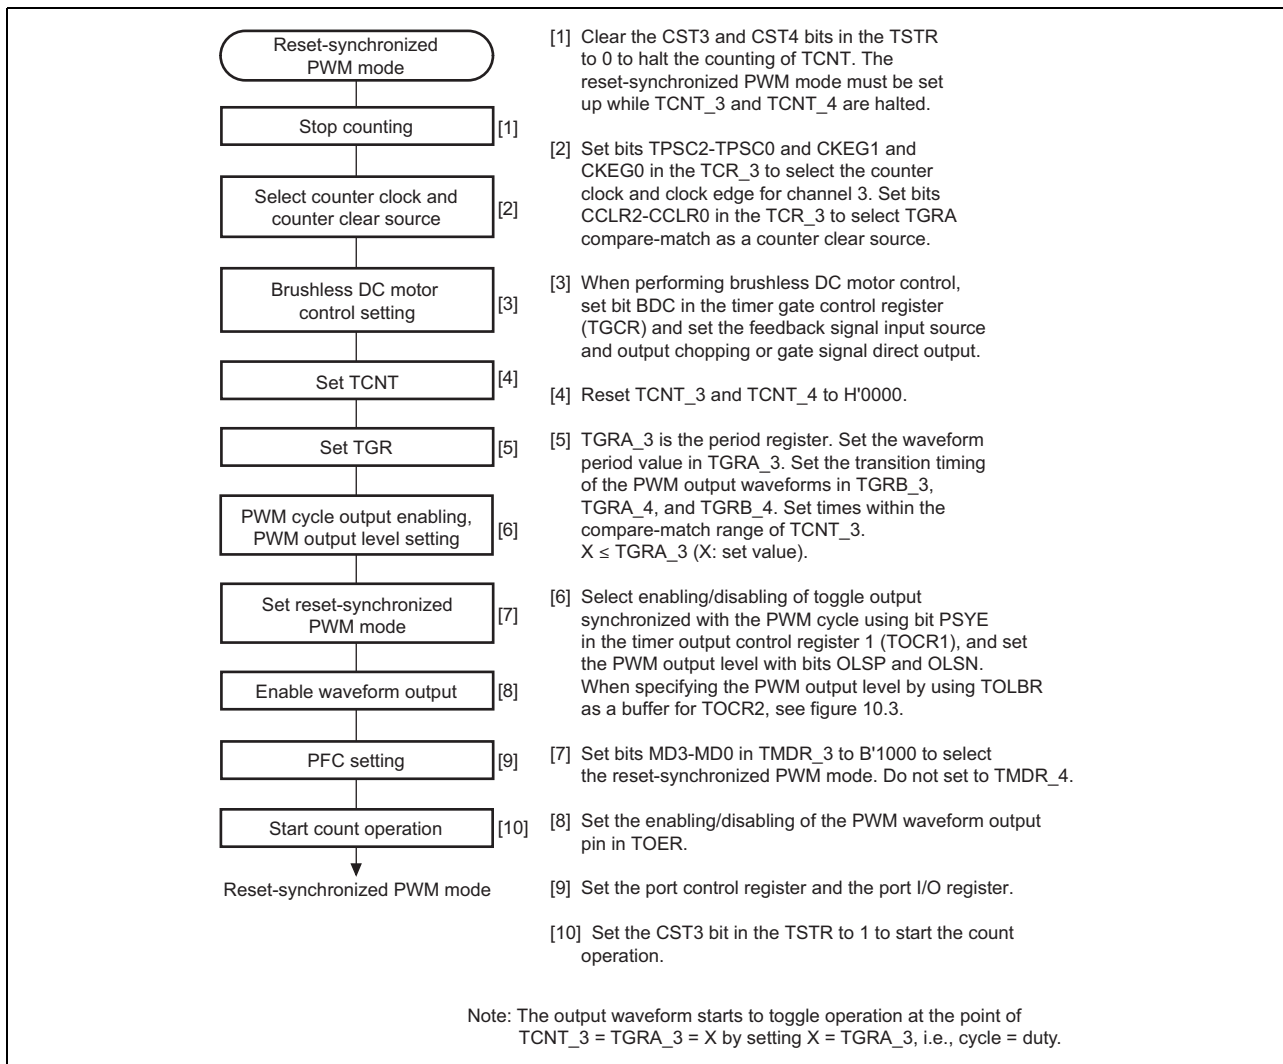 Reset-synchronized
PWM mode
Stop counting
[1]
Select counter clock and
counter clear source
[2]
Brushless DC motor
control setting
[3]
Set TCNT
[4]
Set TGR
[5]
PWM cycle output enabling,
PWM output level setting
[6]
Set reset-synchronized
PWM mode
[7]
Enable waveform output
[8]
PFC setting
[9]
Start count operation
[10]
Reset-synchronized PWM mode
[1] Clear the CST3 and CST4 bits in the TSTR
to 0 to halt the counting of TCNT. The
reset-synchronized PWM mode must be set
up while TCNT_3 and TCNT_4 are halted.
[2] Set bits TPSC2-TPSC0 and CKEG1 and
CKEG0 in the TCR_3 to select the counter
clock and clock edge for channel 3. Set bits
CCLR2-CCLR0 in the TCR_3 to select TGRA
compare-match as a counter clear source.
[3] When performing brushless DC motor control,
set bit BDC in the timer gate control register
(TGCR) and set the feedback signal input source
and output chopping or gate signal direct output.
[4] Reset TCNT_3 and TCNT_4 to H'0000.
[5] TGRA_3 is the period register. Set the waveform
period value in TGRA_3. Set the transition timing
of the PWM output waveforms in TGRB_3,
TGRA_4, and TGRB_4. Set times within the
compare-match range of TCNT_3.
X ≤ TGRA_3 (X: set value).
[6] Select enabling/disabling of toggle output
synchronized with the PWM cycle using bit PSYE
in the timer output control register 1 (TOCR1), and set
the PWM output level with bits OLSP and OLSN.
When specifying the PWM output level by using TOLBR
as a buffer for TOCR2, see figure 10.3.
[7] Set bits MD3-MD0 in TMDR_3 to B'1000 to select
the reset-synchronized PWM mode. Do not set to TMDR_4.
[8] Set the enabling/disabling of the PWM waveform output
pin in TOER.
[9] Set the port control register and the port I/O register.
[10] Set the CST3 bit in the TSTR to 1 to start the count
operation.
Note: The output waveform starts to toggle operation at the point of
TCNT_3 = TGRA_3 = X by setting X = TGRA_3, i.e., cycle = duty.